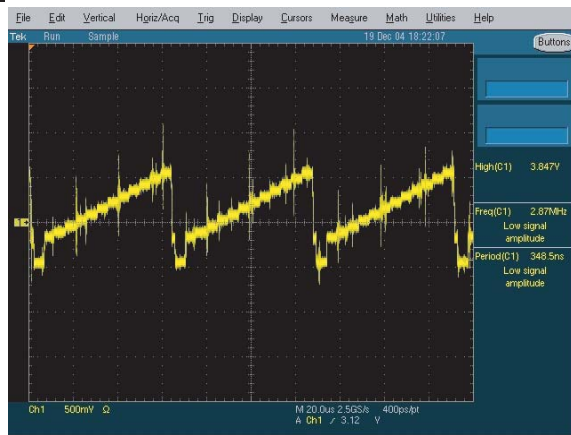 File Edit Vertical Horiz/Acq Trig Display Cursors Measure Math Utilities Help
Tek Run Sample 19 Dec 04 18:22:07
Buttons
High(C1) 3.847V
Freq(C1) 2.87MHz
Low signal
amplitude
Period(C1) 348.5ns
Low signal
amplitude
1
Ch1 500mV Ω M 20.0us 2.5GS/s 400ps/pt
A Ch1 / 3.12 V